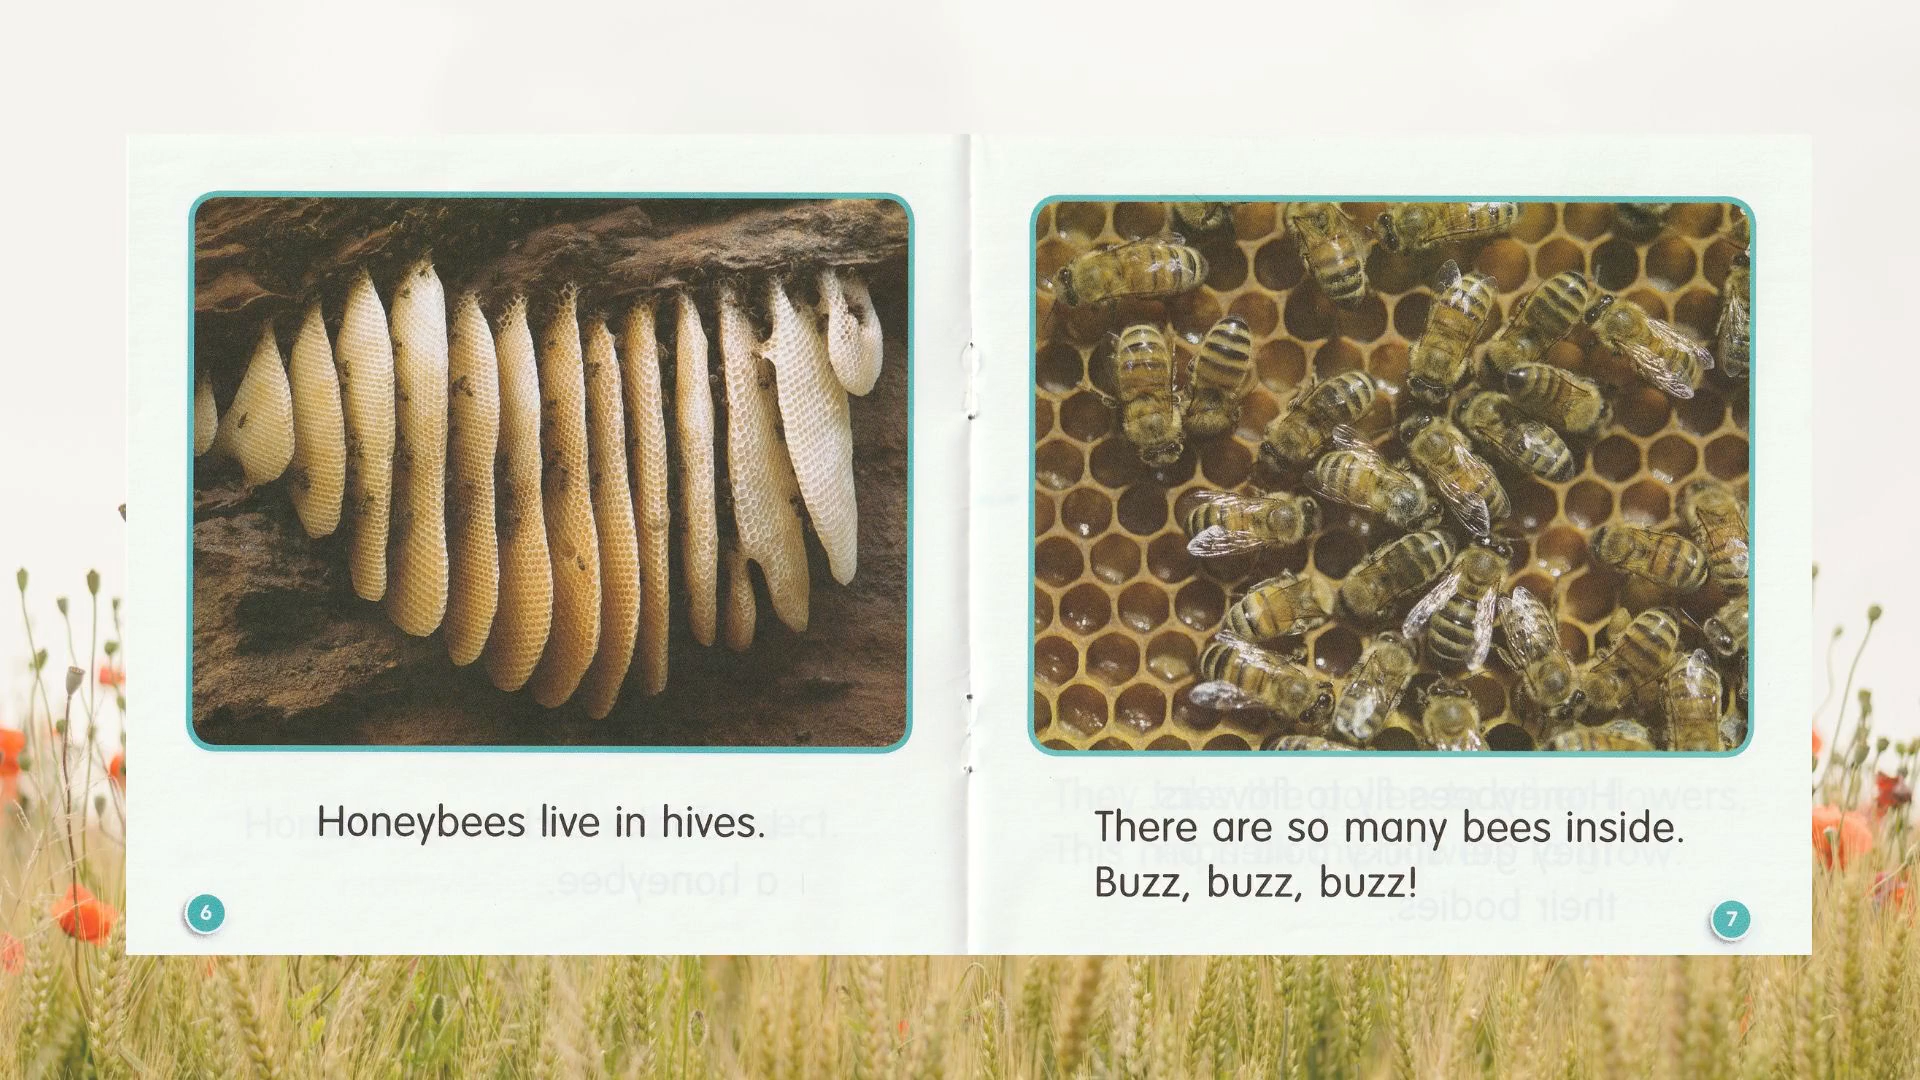 Honeybees live in hives.
6
There are so many bees inside.
Buzz, buzz, buzz!
7